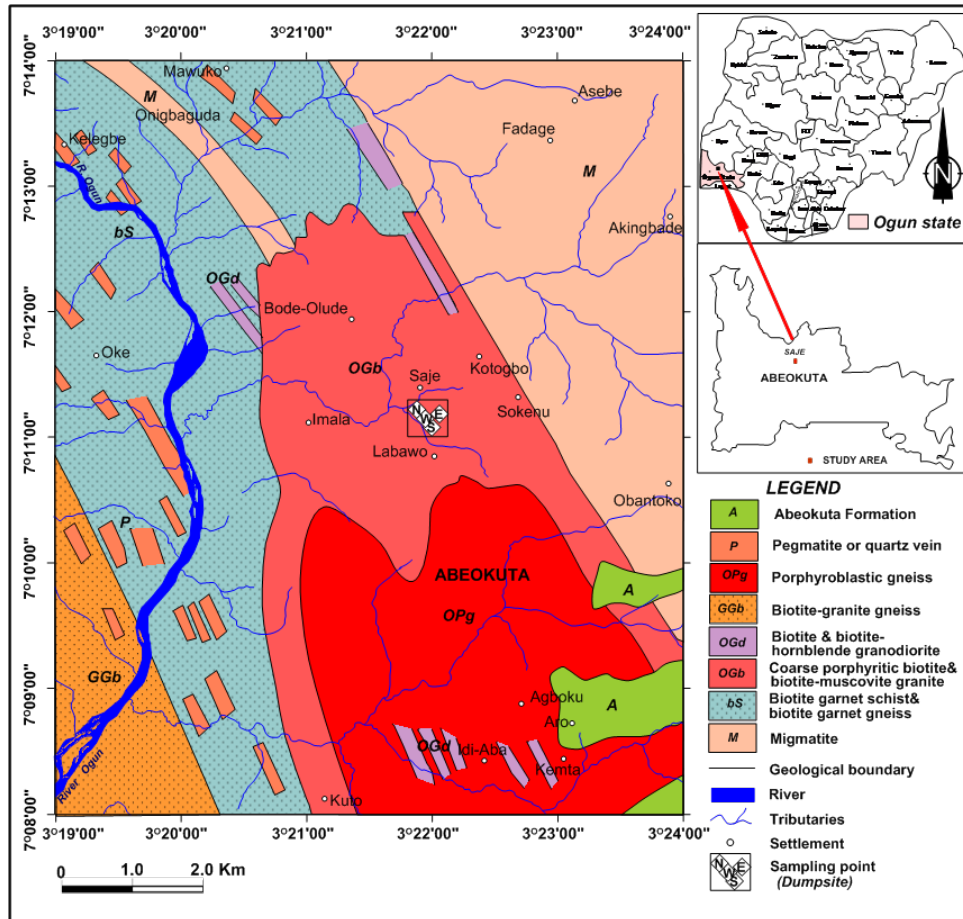 3°19'00" 3°20'00" 3°21'00" 3°22'00" 3°23'00" 3°24'00"
7°14'00"
7°13'00"
7°12'00"
7°11'00"
7°10'00"
7°09'00"
7°08'00"
3°19'00" 3°20'00" 3°21'00" 3°22'00" 3°23'00" 3°24'00"
Mawuko
M
Onigbaguda
Asebe
Fadage
Kelegbe
M
R. Ogun
bS
Akingbade
OGd
Bode-Olude
Oke
OGb
Saje
Kotogbo
Sokenu
N
E
W
S
Imala
Labawo
Obantoko
P
ABEOKUTA
OPg
A
GGb
Agboku
Aro
A
OGd
Idi-Aba
Kemta
River Ogun
Kuto
0 1.0 2.0 Km
N
Ogun state
SAJE
ABEOKUTA
STUDY AREA
LEGEND
A Abeokuta Formation
P Pegmatite or quartz vein
OPg Porphyroblastic gneiss
GGb Biotite-granite gneiss
OGd Biotite & biotite-
hornblende granodiorite
OGb Coarse porphyritic biotite&
biotite-muscovite granite
bS Biotite garnet schist&
biotite garnet gneiss
M Migmatite
Geological boundary
River
Tributaries
Settlement
N
E
W
S
Sampling point
(Dumpsite)